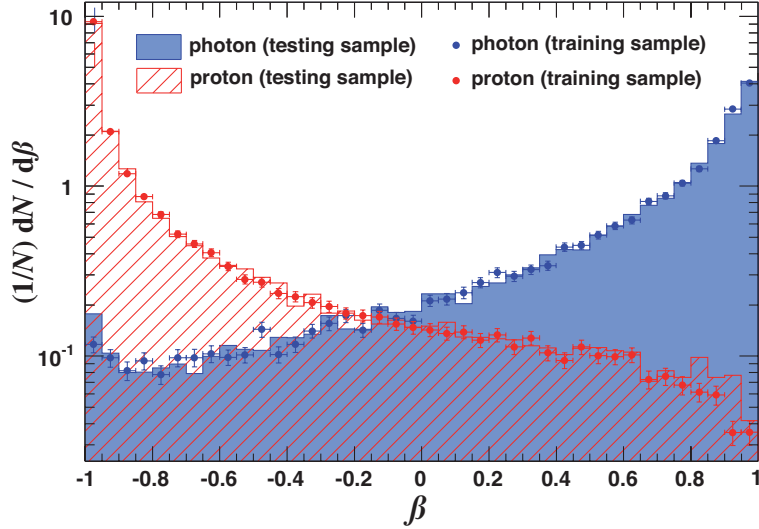 10
1
10⁻¹
(1/N) dN / dβ
photon (testing sample)
proton (testing sample)
photon (training sample)
proton (training sample)
-1 -0.8 -0.6 -0.4 -0.2 0 0.2 0.4 0.6 0.8 1
β